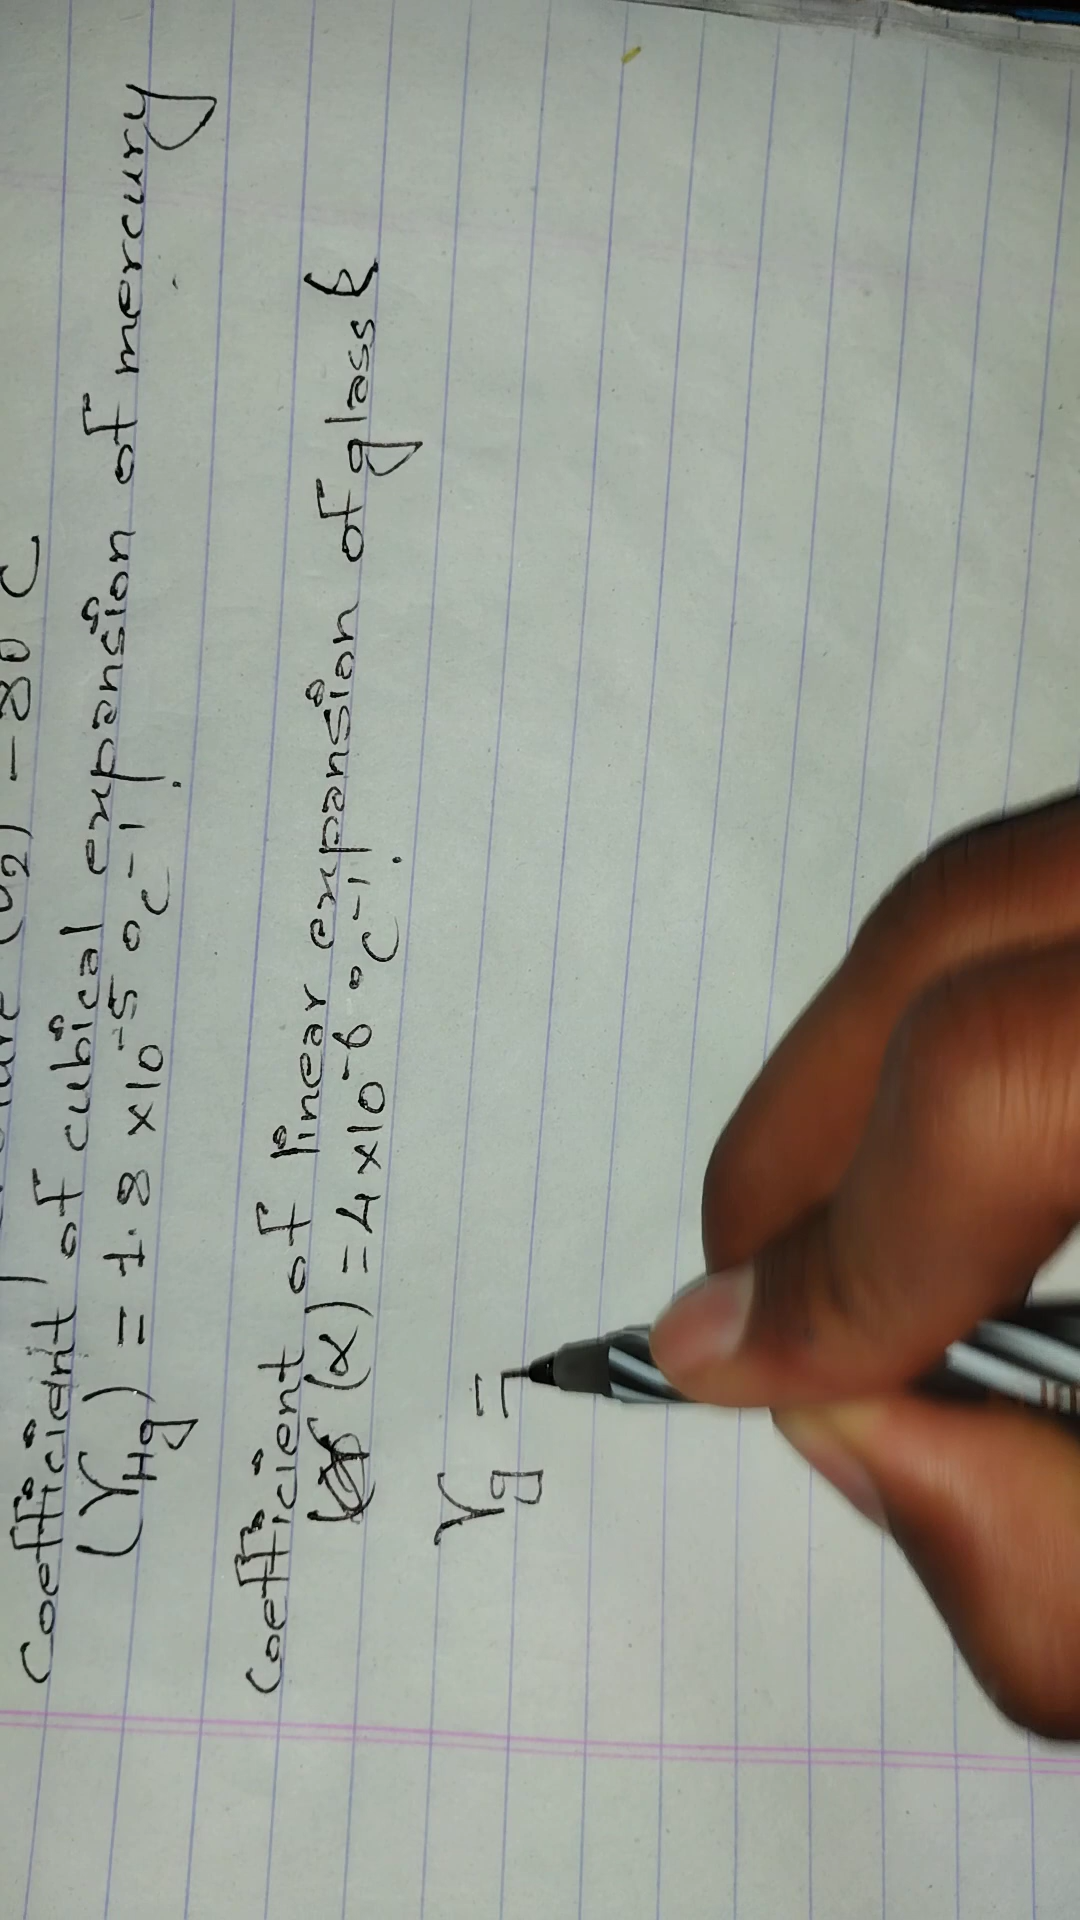 – 30 C
Coefficient of cubical expansion of mercury
(γHg) = 1.8 ×10⁻⁵ °C⁻¹.
Coefficient of linear expansion of glass
(α) = 4×10⁻⁶ °C⁻¹.
γg =